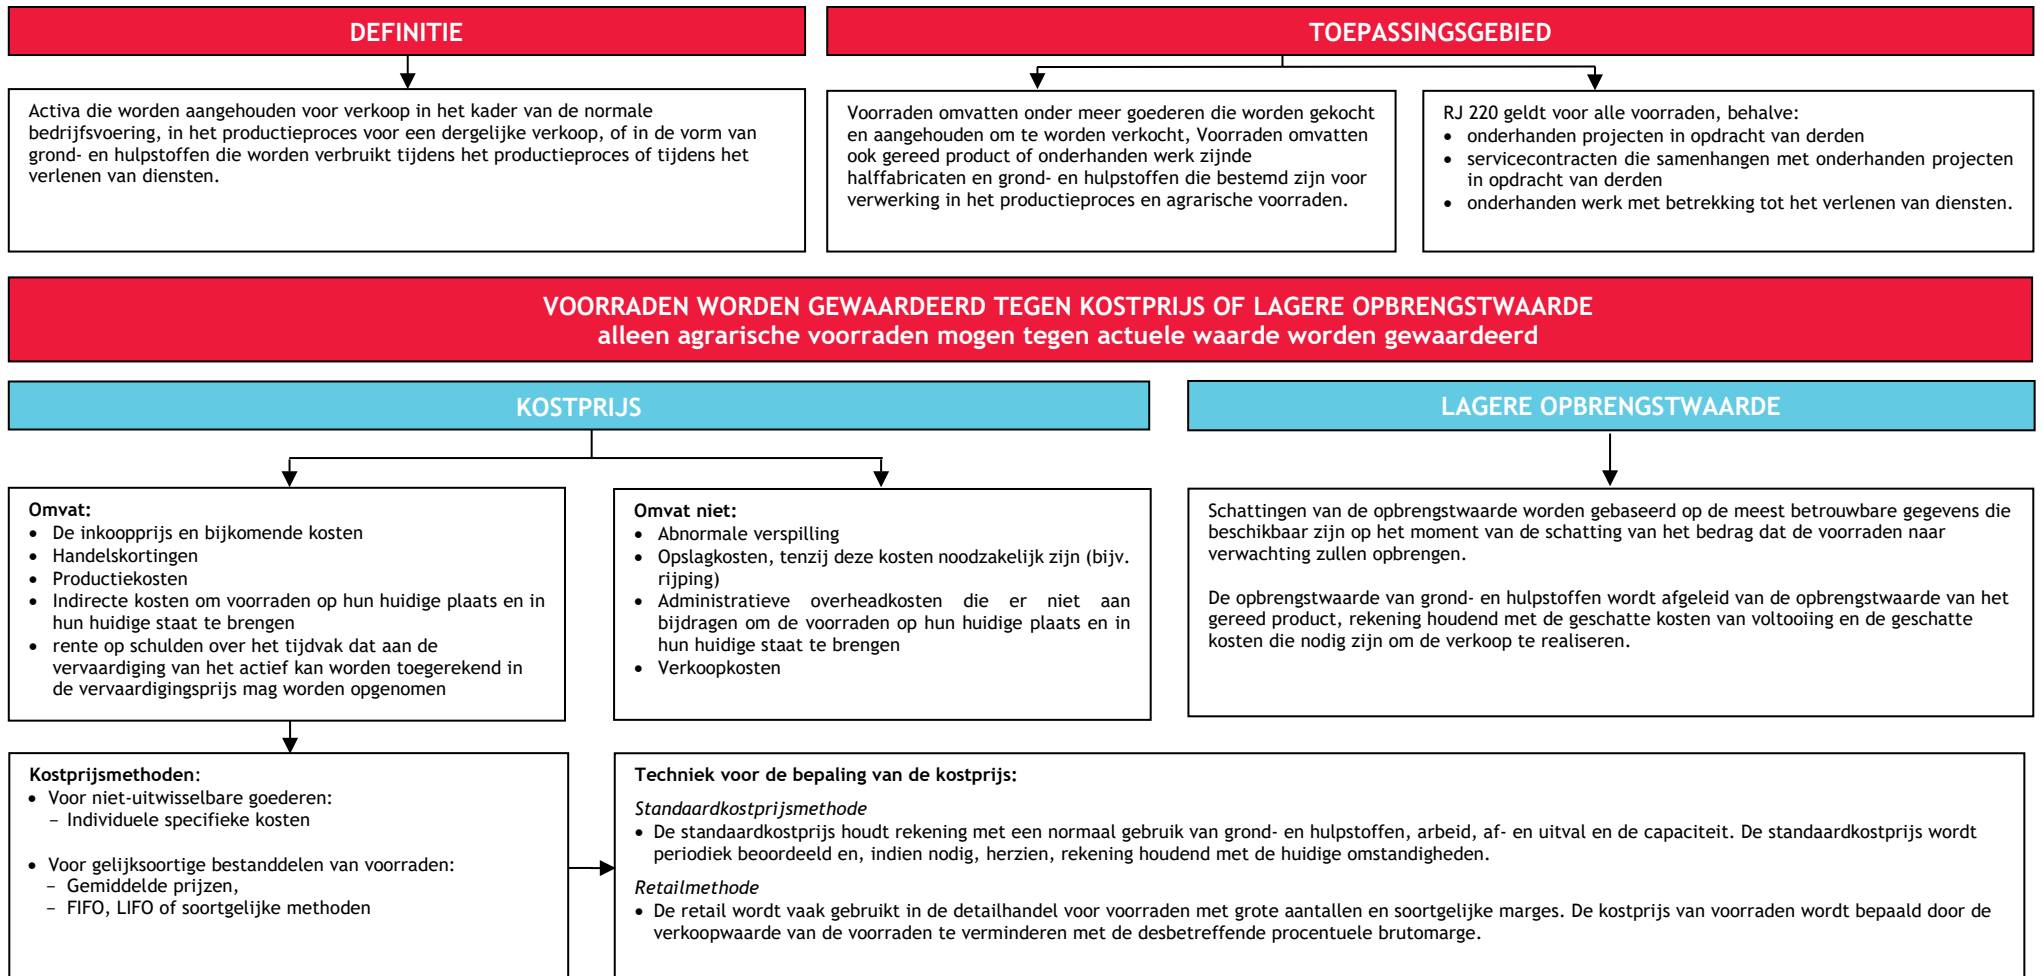 DEFINITIE
Activa die worden aangehouden voor verkoop in het kader van de normale
bedrijfsvoering, in het productieproces voor een dergelijke verkoop, of in de vorm van
grond- en hulpstoffen die worden verbruikt tijdens het productieproces of tijdens het
verlenen van diensten.
TOEPASSINGSGEBIED
Voorraden omvatten onder meer goederen die worden gekocht
en aangehouden om te worden verkocht, Voorraden omvatten
ook gereed product of onderhanden werk zijnde
halffabricaten en grond- en hulpstoffen die bestemd zijn voor
verwerking in het productieproces en agrarische voorraden.
RJ 220 geldt voor alle voorraden, behalve:
• onderhanden projecten in opdracht van derden
• servicecontracten die samenhangen met onderhanden projecten
in opdracht van derden
• onderhanden werk met betrekking tot het verlenen van diensten.
VOORRADEN WORDEN GEWAARDEERD TEGEN KOSTPRIJS OF LAGERE OPBRENGSTWAARDE
alleen agrarische voorraden mogen tegen actuele waarde worden gewaardeerd
KOSTPRIJS
Omvat:
• De inkoopprijs en bijkomende kosten
• Handelskortingen
• Productiekosten
• Indirecte kosten om voorraden op hun huidige plaats en in
hun huidige staat te brengen
• rente op schulden over het tijdvak dat aan de
vervaardiging van het actief kan worden toegerekend in
de vervaardigingsprijs mag worden opgenomen
Omvat niet:
• Abnormale verspilling
• Opslagkosten, tenzij deze kosten noodzakelijk zijn (bijv.
rijping)
• Administratieve overheadkosten die er niet aan
bijdragen om de voorraden op hun huidige plaats en in
hun huidige staat te brengen
• Verkoopkosten
LAGERE OPBRENGSTWAARDE
Schattingen van de opbrengstwaarde worden gebaseerd op de meest betrouwbare gegevens die
beschikbaar zijn op het moment van de schatting van het bedrag dat de voorraden naar
verwachting zullen opbrengen.
De opbrengstwaarde van grond- en hulpstoffen wordt afgeleid van de opbrengstwaarde van het
gereed product, rekening houdend met de geschatte kosten van voltooiing en de geschatte
kosten die nodig zijn om de verkoop te realiseren.
Kostprijsmethoden:
• Voor niet-uitwisselbare goederen:
– Individuele specifieke kosten
• Voor gelijksoortige bestanddelen van voorraden:
– Gemiddelde prijzen,
– FIFO, LIFO of soortgelijke methoden
Techniek voor de bepaling van de kostprijs:
Standaardkostprijsmethode
• De standaardkostprijs houdt rekening met een normaal gebruik van grond- en hulpstoffen, arbeid, af- en uitval en de capaciteit. De standaardkostprijs wordt
periodiek beoordeeld en, indien nodig, herzien, rekening houdend met de huidige omstandigheden.
Retailmethode
• De retail wordt vaak gebruikt in de detailhandel voor voorraden met grote aantallen en soortgelijke marges. De kostprijs van voorraden wordt bepaald door de
verkoopwaarde van de voorraden te verminderen met de desbetreffende procentuele brutomarge.